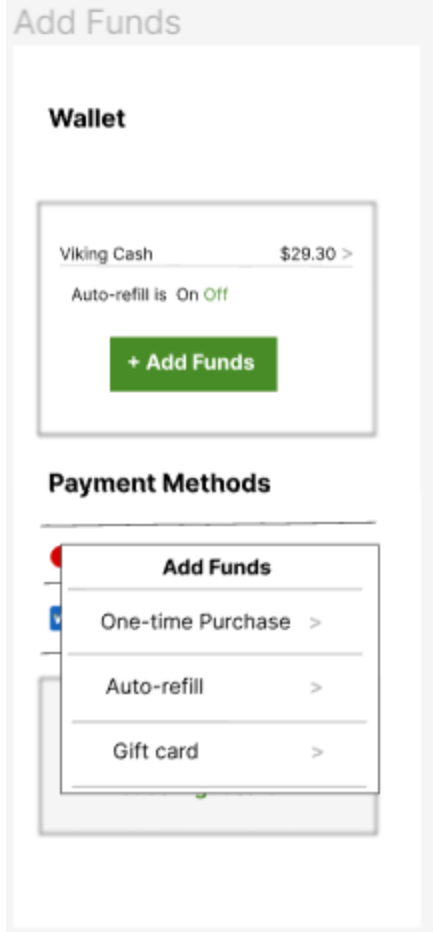 Add Funds
Wallet
Viking Cash $29.30 >
Auto-refill is On Off
+ Add Funds
Payment Methods
Add Funds
One-time Purchase >
Auto-refill >
Gift card >